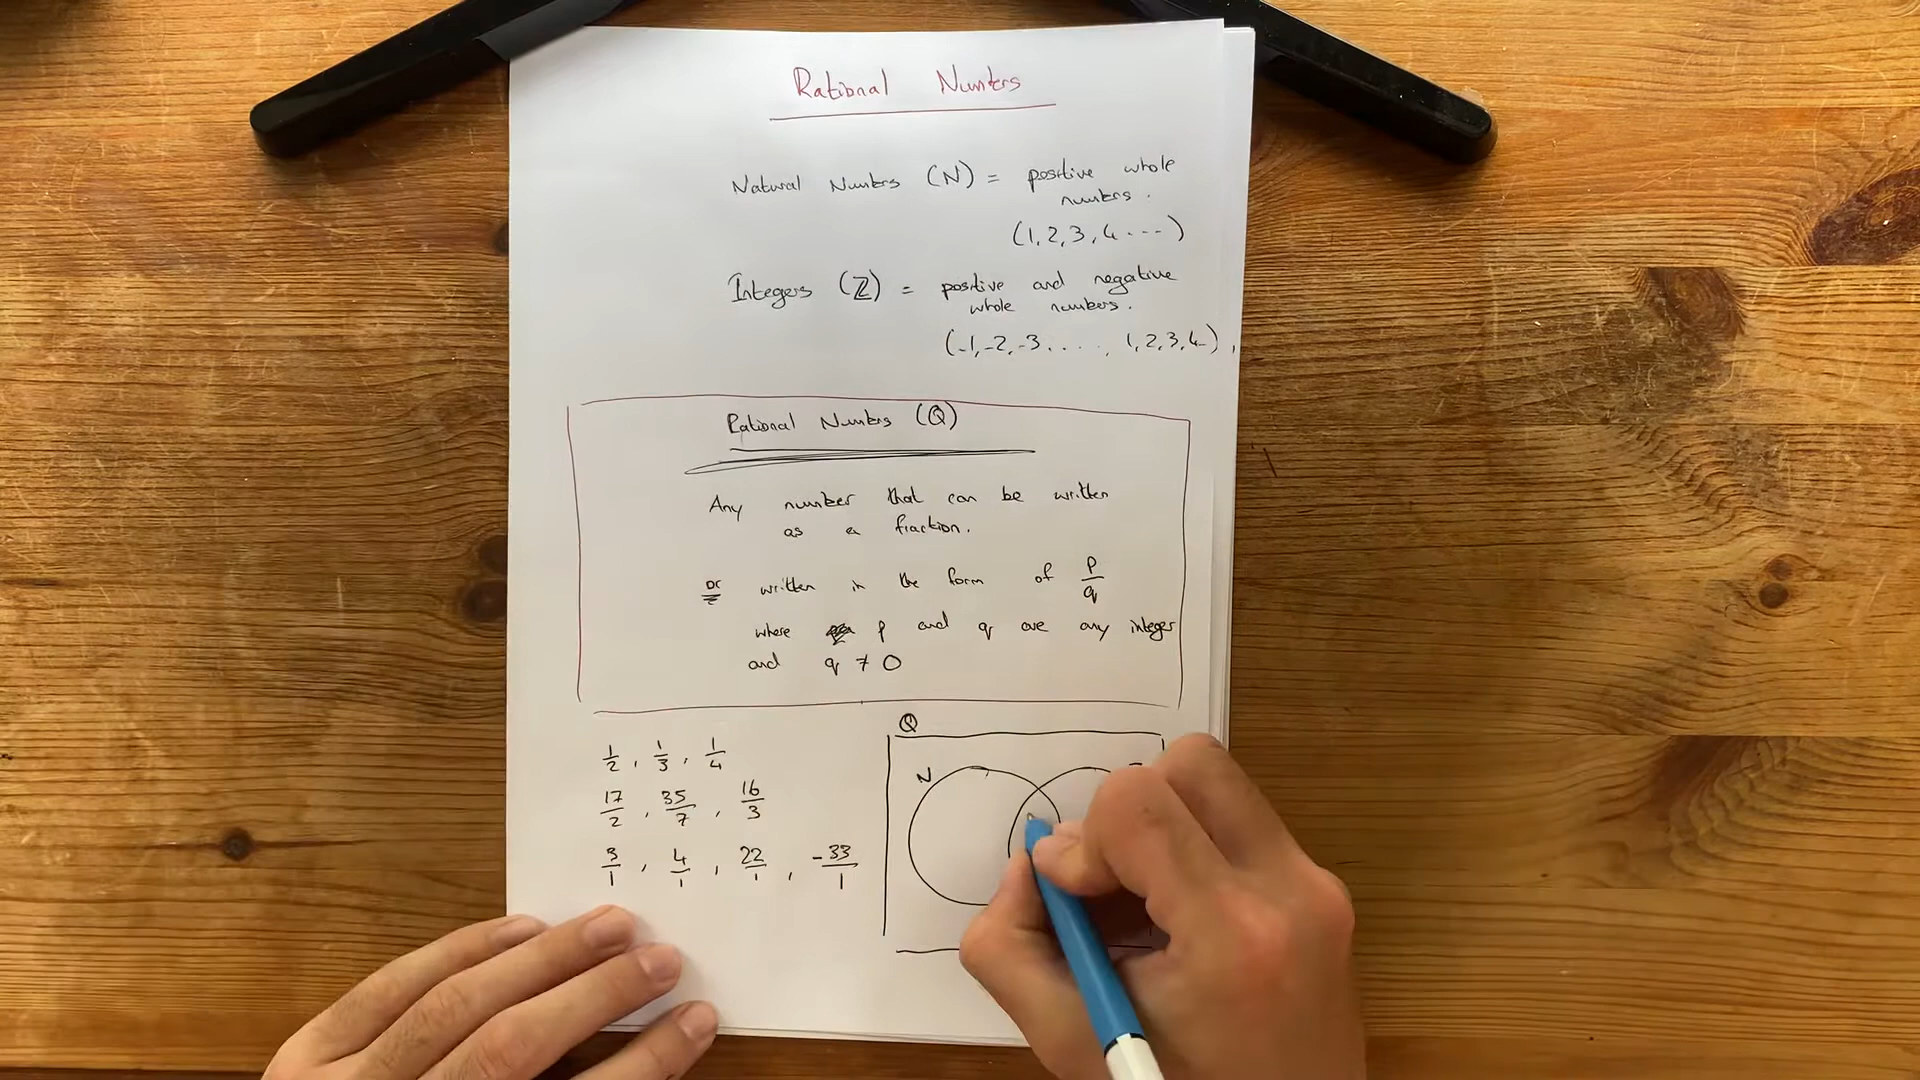 Rational Numbers
Natural Numbers (N) = positive whole
numbers.
(1, 2, 3, 4 ....)
Integers (ℤ) = positive and negative
whole numbers.
(-1, -2, -3 . . . . , 1, 2, 3, 4)
Rational Numbers (Q)
Any number that can be written
as a fraction.
or written in the form of p/q
where p and q are any integer
and q ≠ 0
1/2, 1/3, 1/4
17/2, 35/7, 16/3
3/1, 4/1, 22/1, -33/1
Q
N